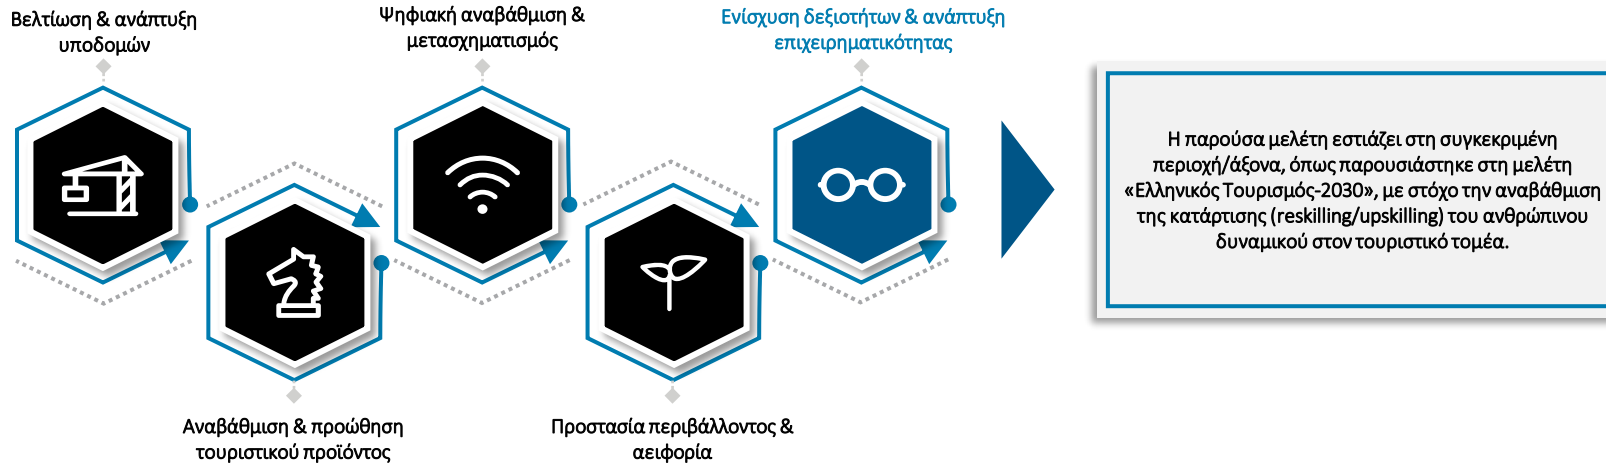 Βελτίωση & ανάπτυξη
υποδομών
Ψηφιακή αναβάθμιση &
μετασχηματισμός
Ενίσχυση δεξιοτήτων & ανάπτυξη
επιχειρηματικότητας
Αναβάθμιση & προώθηση
τουριστικού προϊόντος
Προστασία περιβάλλοντος &
αειφορία
Η παρούσα μελέτη εστιάζει στη συγκεκριμένη
περιοχή/άξονα, όπως παρουσιάστηκε στη μελέτη
«Ελληνικός Τουρισμός-2030», με στόχο την αναβάθμιση
της κατάρτισης (reskilling/upskilling) του ανθρώπινου
δυναμικού στον τουριστικό τομέα.